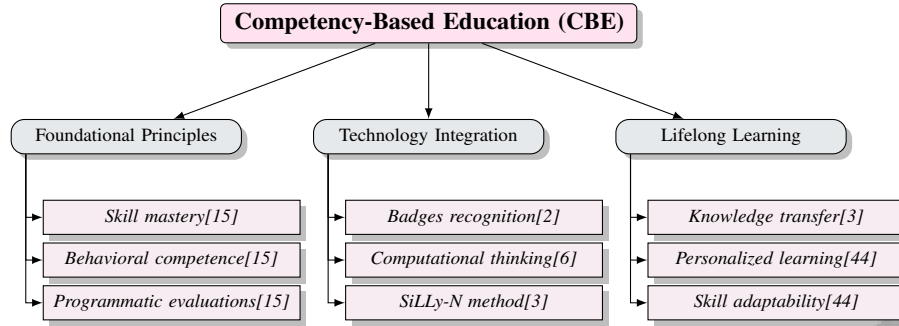 Competency-Based Education (CBE)
Foundational Principles
Technology Integration
Lifelong Learning
Skill mastery[15]
Badges recognition[2]
Knowledge transfer[3]
Behavioral competence[15]
Computational thinking[6]
Personalized learning[44]
Programmatic evaluations[15]
SiLLy-N method[3]
Skill adaptability[44]